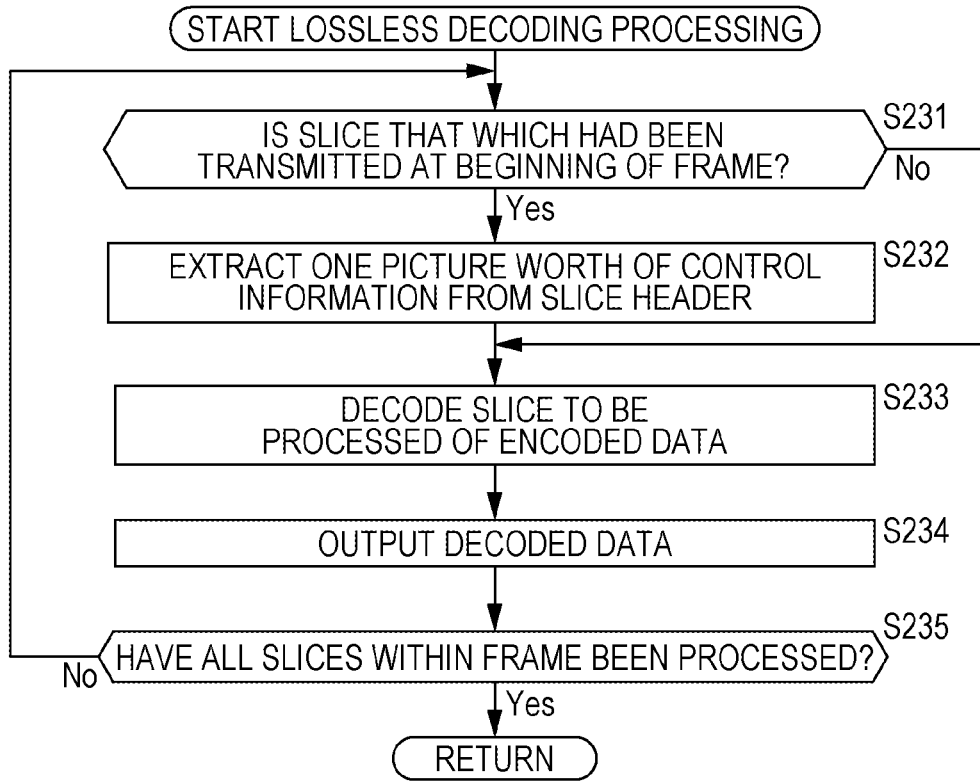 START LOSSLESS DECODING PROCESSING
S231
IS SLICE THAT WHICH HAD BEEN
TRANSMITTED AT BEGINNING OF FRAME?
No
Yes
S232
EXTRACT ONE PICTURE WORTH OF CONTROL
INFORMATION FROM SLICE HEADER
S233
DECODE SLICE TO BE
PROCESSED OF ENCODED DATA
S234
OUTPUT DECODED DATA
S235
HAVE ALL SLICES WITHIN FRAME BEEN PROCESSED?
No
Yes
RETURN